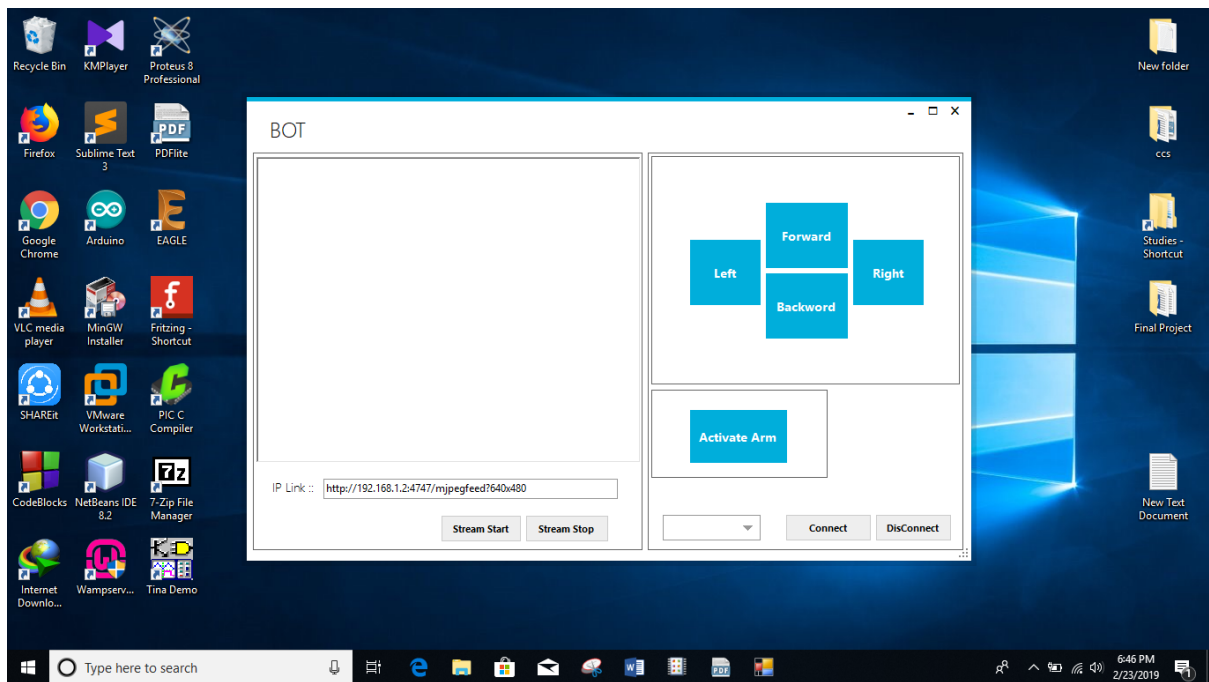 Recycle Bin
KMPlayer
Proteus 8
Professional
New folder
Firefox
Sublime Text
3
PDF
PDFlite
ccs
Google
Chrome
Arduino
EAGLE
Studies -
Shortcut
VLC media
player
MinGW
Installer
Fritzing -
Shortcut
Final Project
SHAREit
VMware
Workstati...
PIC C
Compiler
CodeBlocks
NetBeans IDE
8.2
7z
7-Zip File
Manager
New Text
Document
Internet
Downlo...
Wampserv...
Tina Demo
BOT
Forward
Left
Right
Backword
Activate Arm
IP Link ::
http://192.168.1.2:4747/mjpegfeed?640x480
Stream Start
Stream Stop
Connect
DisConnect
Type here to search
PDF
6:46 PM
2/23/2019
1